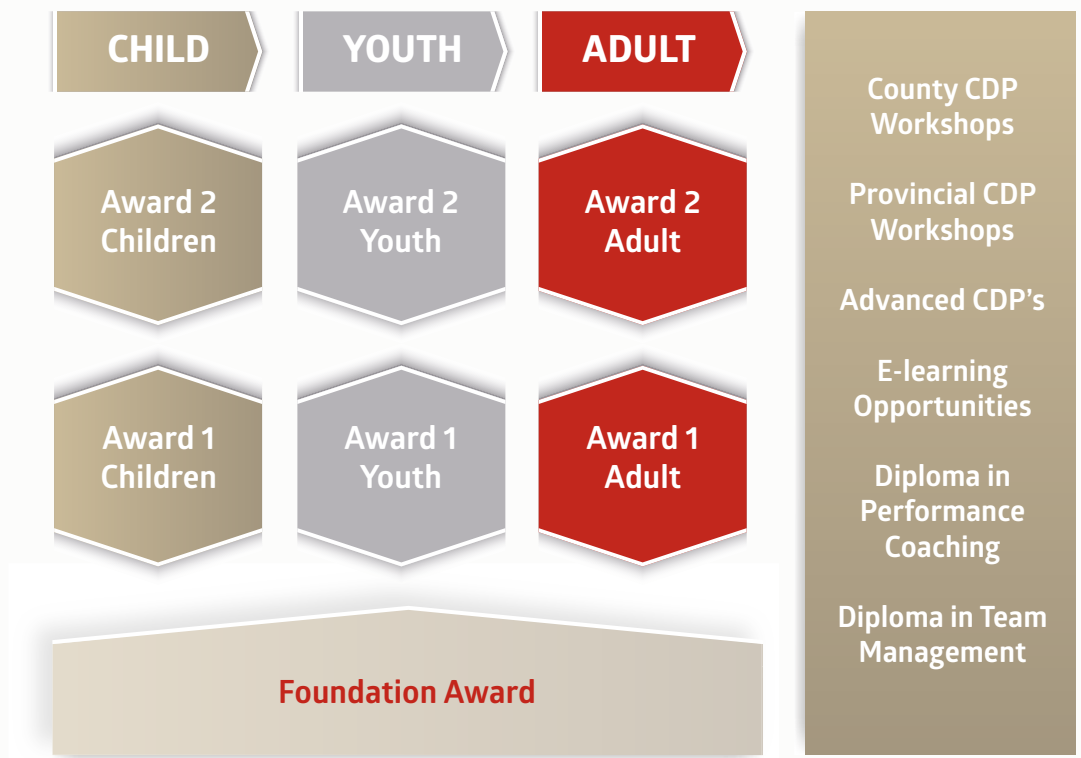 CHILD
YOUTH
ADULT
Award 2
Children
Award 2
Youth
Award 2
Adult
Award 1
Children
Award 1
Youth
Award 1
Adult
Foundation Award
County CDP
Workshops
Provincial CDP
Workshops
Advanced CDP's
E-learning
Opportunities
Diploma in
Performance
Coaching
Diploma in Team
Management